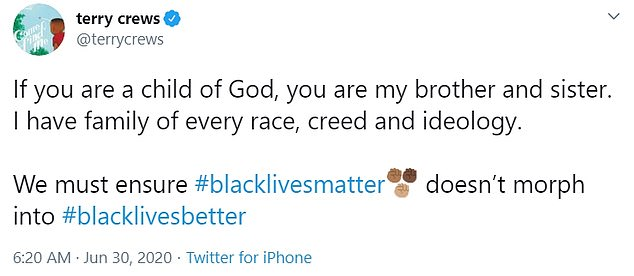 terry crews
@terrycrews
If you are a child of God, you are my brother and sister.
I have family of every race, creed and ideology.
We must ensure #blacklivesmatter✊🏾✊🏿✊🏽 doesn’t morph
into #blacklivesbetter
6:20 AM · Jun 30, 2020 · Twitter for iPhone